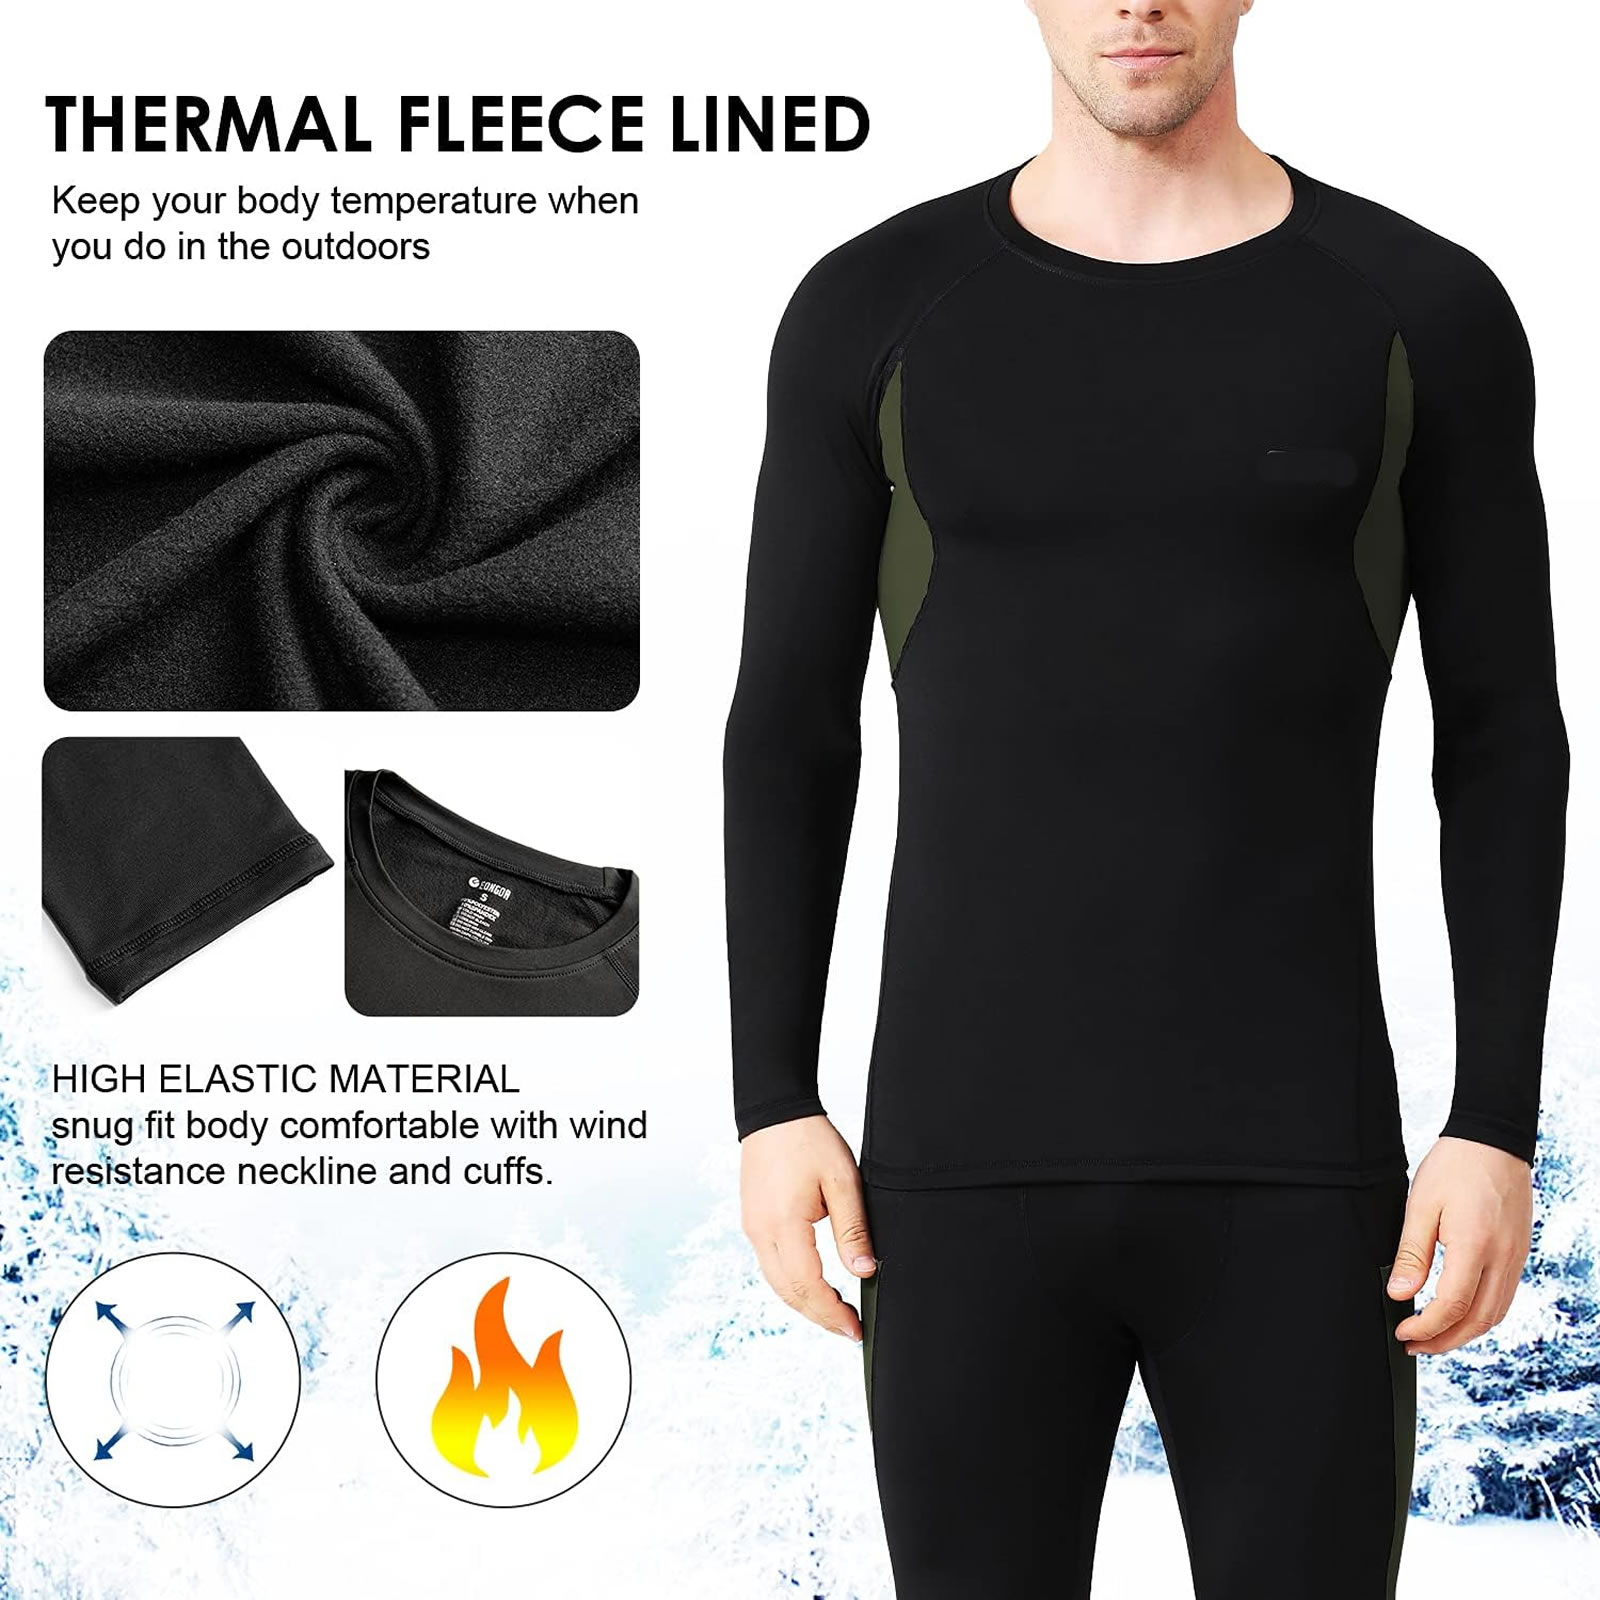 THERMAL FLEECE LINED
Keep your body temperature when
you do in the outdoors
EONGOR
S
HIGH ELASTIC MATERIAL
snug fit body comfortable with wind
resistance neckline and cuffs.